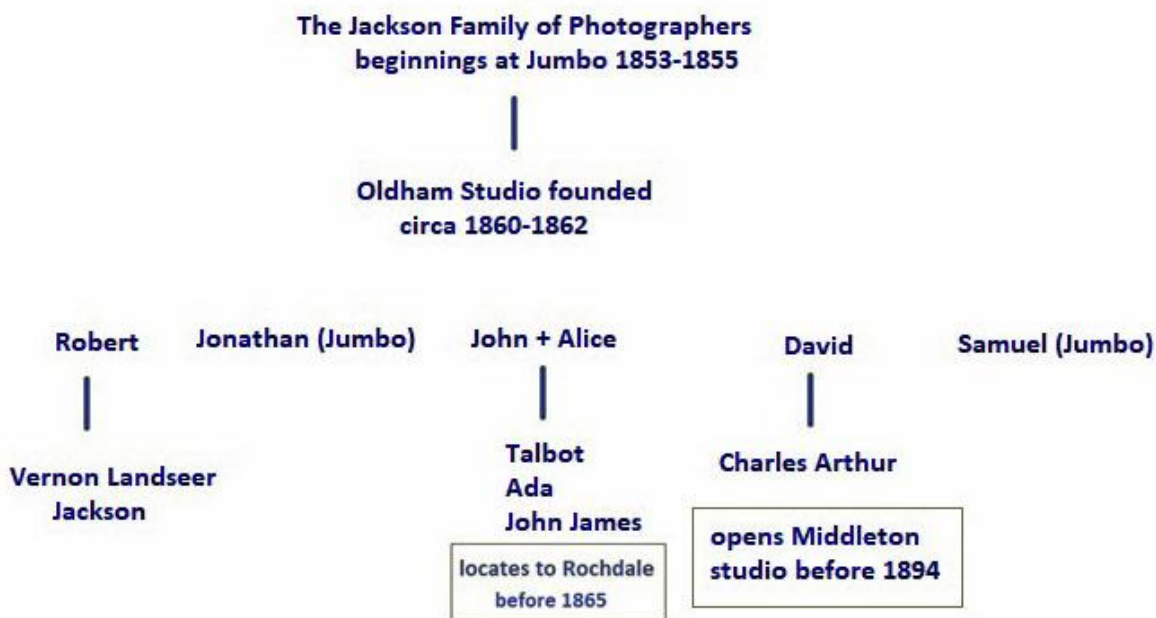 The Jackson Family of Photographers
beginnings at Jumbo 1853-1855
Oldham Studio founded
circa 1860-1862
Robert
Jonathan (Jumbo)
John + Alice
David
Samuel (Jumbo)
Vernon Landseer
Jackson
Talbot
Ada
John James
locates to Rochdale
before 1865
Charles Arthur
opens Middleton
studio before 1894